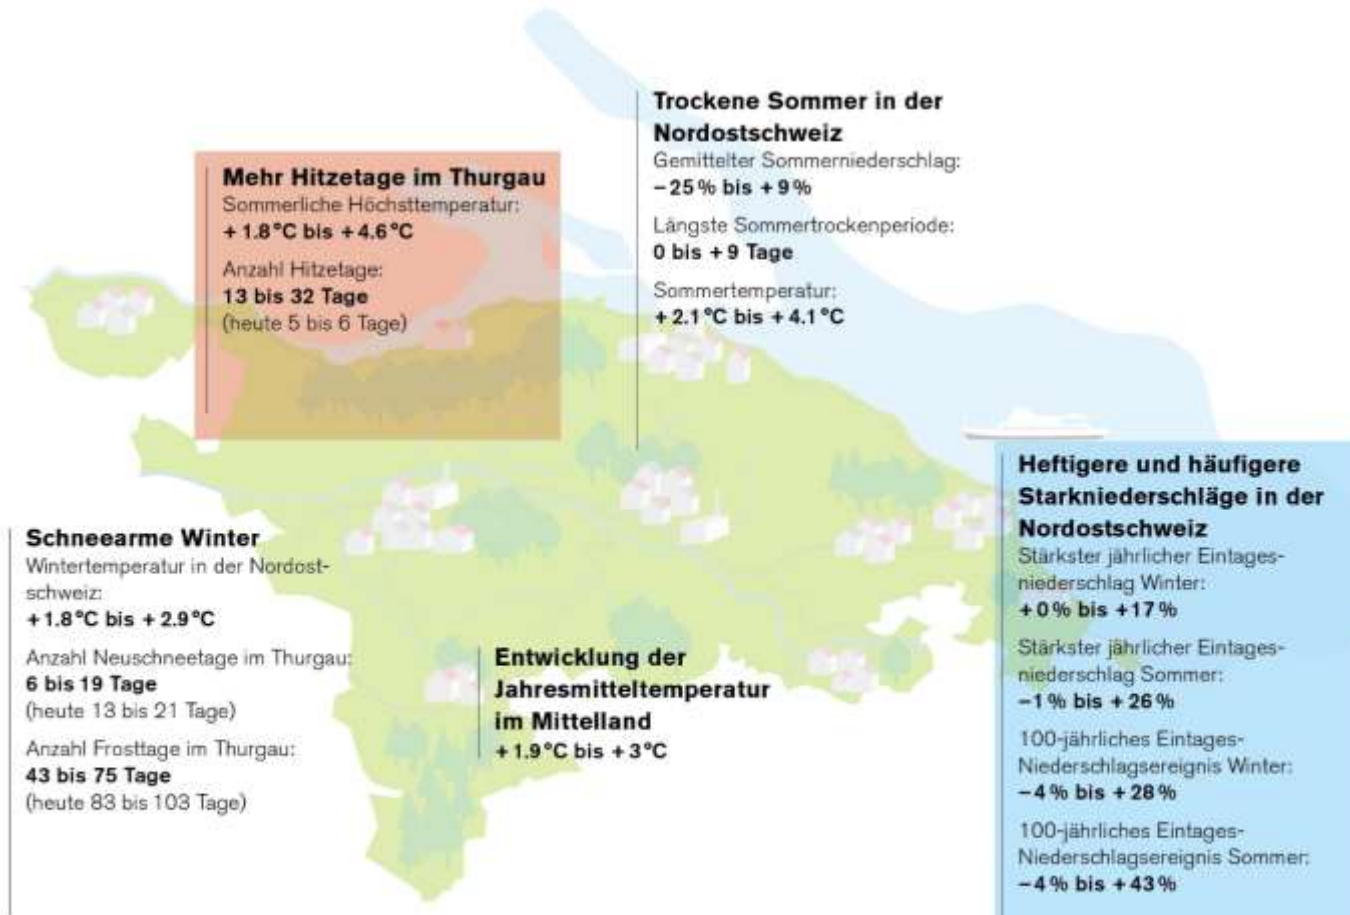 Mehr Hitzetage im Thurgau
Sommerliche Höchsttemperatur:
+ 1.8 °C bis + 4.6 °C
Anzahl Hitzetage:
13 bis 32 Tage
(heute 5 bis 6 Tage)
Trockene Sommer in der
Nordostschweiz
Gemittelter Sommerniederschlag:
– 25 % bis + 9 %
Längste Sommertrockenperiode:
0 bis + 9 Tage
Sommertemperatur:
+ 2.1 °C bis + 4.1 °C
Schneearme Winter
Wintertemperatur in der Nordost-
schweiz:
+ 1.8 °C bis + 2.9 °C
Anzahl Neuschneetage im Thurgau:
6 bis 19 Tage
(heute 13 bis 21 Tage)
Anzahl Frosttage im Thurgau:
43 bis 75 Tage
(heute 83 bis 103 Tage)
Entwicklung der
Jahresmitteltemperatur
im Mittelland
+ 1.9 °C bis + 3 °C
Heftigere und häufigere
Starkniederschläge in der
Nordostschweiz
Stärkster jährlicher Eintages-
niederschlag Winter:
+ 0 % bis +17 %
Stärkster jährlicher Eintages-
niederschlag Sommer:
–1 % bis + 26 %
100-jährliches Eintages-
Niederschlagsereignis Winter:
– 4 % bis + 28 %
100-jährliches Eintages-
Niederschlagsereignis Sommer:
– 4 % bis + 43 %